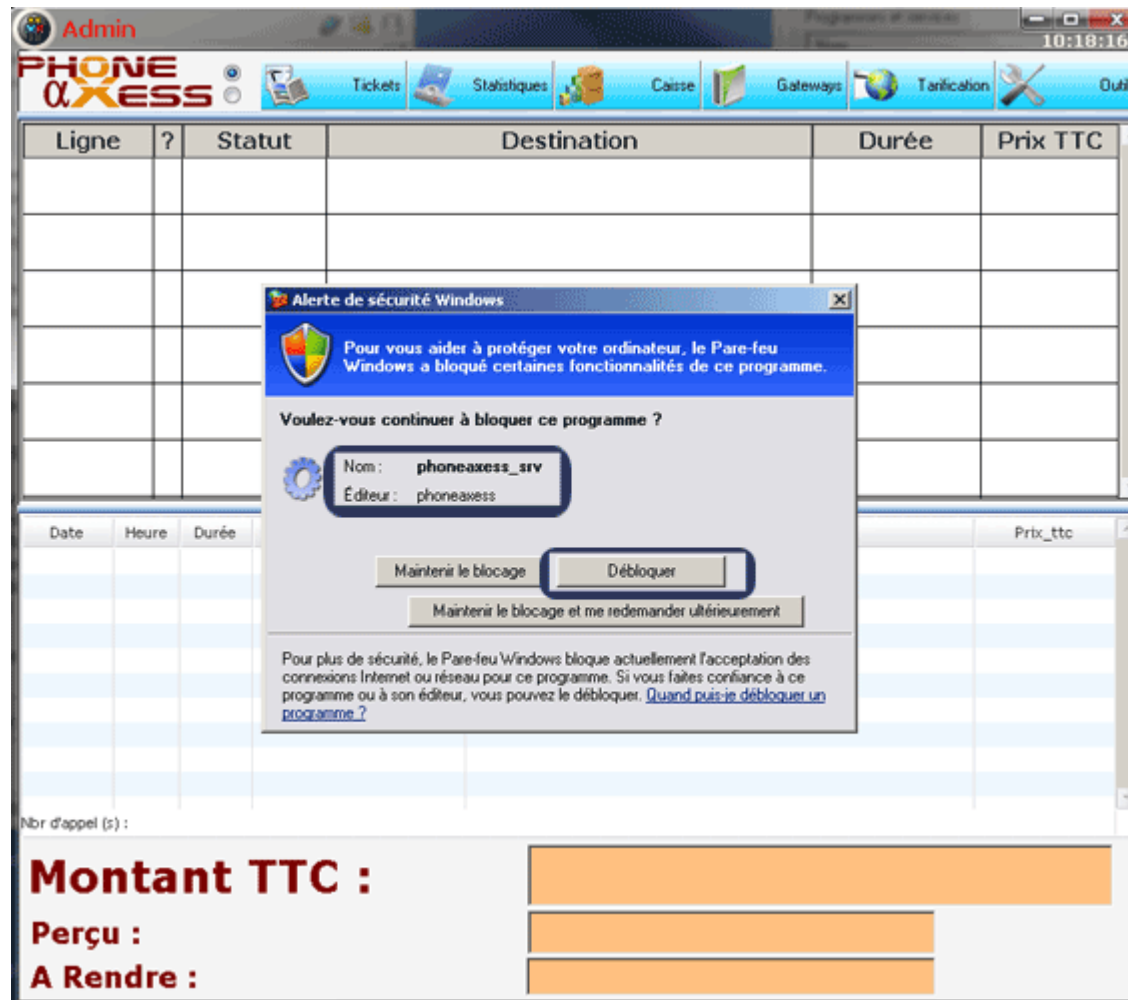 Admin
10:18:16
PHONE
αXESS
Tickets Statistiques Caisse Gateways Tarification Outi
Ligne ? Statut Destination Durée Prix TTC
Alerte de sécurité Windows
Pour vous aider à protéger votre ordinateur, le Pare-feu
Windows a bloqué certaines fonctionnalités de ce programme.
Voulez-vous continuer à bloquer ce programme ?
Nom : phoneaxess_srv
Éditeur : phoneaxess
Maintenir le blocage Débloquer
Maintenir le blocage et me redemander ultérieurement
Pour plus de sécurité, le Pare-feu Windows bloque actuellement l'acceptation des
connexions Internet ou réseau pour ce programme. Si vous faites confiance à ce
programme ou à son éditeur, vous pouvez le débloquer. Quand puis-je débloquer un
programme ?
Date Heure Durée Prix_ttc
Nbr d'appel (s) :
Montant TTC :
Perçu :
A Rendre :